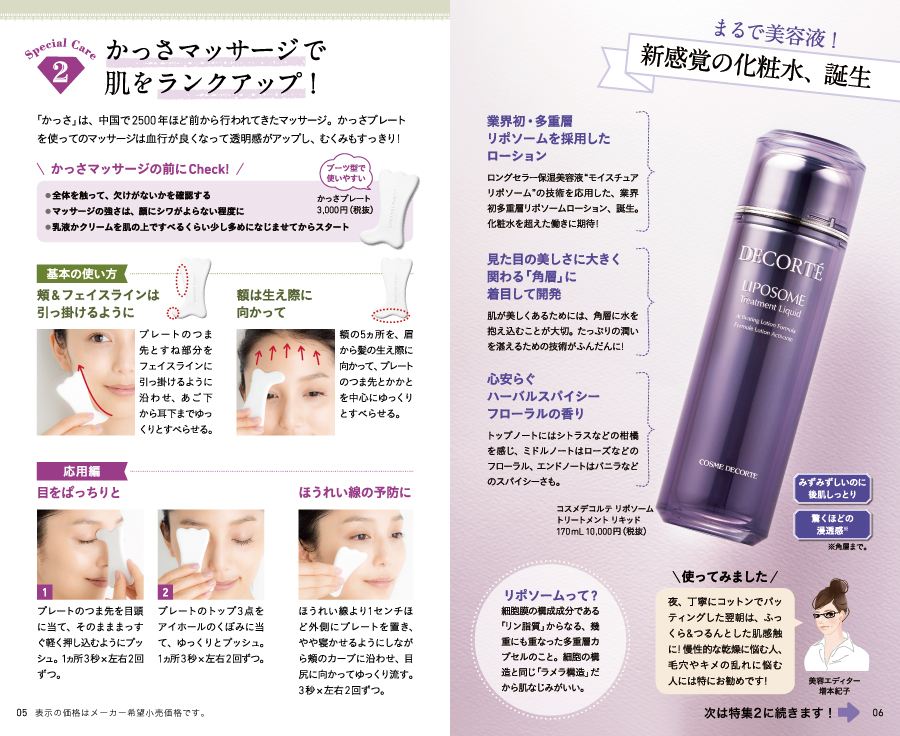 Special Care
2
かっさマッサージで
肌をランクアップ！
「かっさ」は、中国で2500年ほど前から行われてきたマッサージ。かっさプレート
を使ってのマッサージは血行が良くなって透明感がアップし、むくみもすっきり！
かっさマッサージの前にCheck!
●全体を触って、欠けがないかを確認する
●マッサージの強さは、顔にシワがよらない程度に
●乳液かクリームを肌の上ですべるくらい少し多めになじませてからスタート
ブーツ型で
使いやすい
かっさプレート
3,000円（税抜）
基本の使い方
頬＆フェイスラインは
引っ掛けるように
プレートのつま
先とすね部分を
フェイスラインに
引っ掛けるように
沿わせ、あご下
から耳下までゆっ
くりとすべらせる。
額は生え際に
向かって
額の5ヵ所を、眉
から髪の生え際に
向かって、プレート
のつま先とかかと
を中心にゆっくり
とすべらせる。
応用編
目をぱっちりと
1
プレートのつま先を目頭
に当て、そのまますっ
すぐ軽く押し込むようにプッ
シュ。1ヵ所3秒×左右2回
ずつ。
2
プレートのトップ3点を
アイホールのくぼみに当
て、ゆっくりとプッシュ。
1ヵ所3秒×左右2回ずつ。
ほうれい線の予防に
ほうれい線より1センチほ
ど外側にプレートを置き、
やや寝かせるようにしなが
ら頬のカーブに沿わせ、目
尻に向かってゆっくり流す。
3秒×左右2回ずつ。
05 表示の価格はメーカー希望小売価格です。
まるで美容液！
新感覚の化粧水、誕生
業界初・多重層
リポソームを採用した
ローション
ロングセラー保湿美容液“モイスチュア
リポソーム”の技術を応用した、業界
初多重層リポソームローション、誕生。
化粧水を超えた働きに期待!
見た目の美しさに大きく
関わる「角層」に
着目して開発
肌が美しくあるためには、角層に水を
抱え込むことが大切。たっぷりの潤い
を湛えるための技術がふんだんに!
心安らぐ
ハーバルスパイシー
フローラルの香り
トップノートにはシトラスなどの柑橘
を感じ、ミドルノートはローズなどの
フローラル、エンドノートはバニラなど
のスパイシーさも。
コスメデコルテ リポソーム
トリートメント リキッド
170mL 10,000円（税抜）
DECORTÉ
LIPOSOME
Treatment Liquid
Activating Lotion Formula
Formule Lotion Activante
COSME DECORTE
みずみずしいのに
後肌しっとり
驚くほどの
浸透感※
※角層まで。
リポソームって？
細胞膜の構成成分である
「リン脂質」からなる、幾
重にも重なった多重層カ
プセルのこと。細胞の構
造と同じ「ラメラ構造」だ
から肌なじみがいい。
使ってみました
夜、丁寧にコットンでパッ
ティングした翌朝は、ふっ
くら&つるんとした肌感触
に! 慢性的な乾燥に悩む人、
毛穴やキメの乱れに悩む
人には特にお勧めです!
美容エディター
増本紀子
次は特集2に続きます！
06